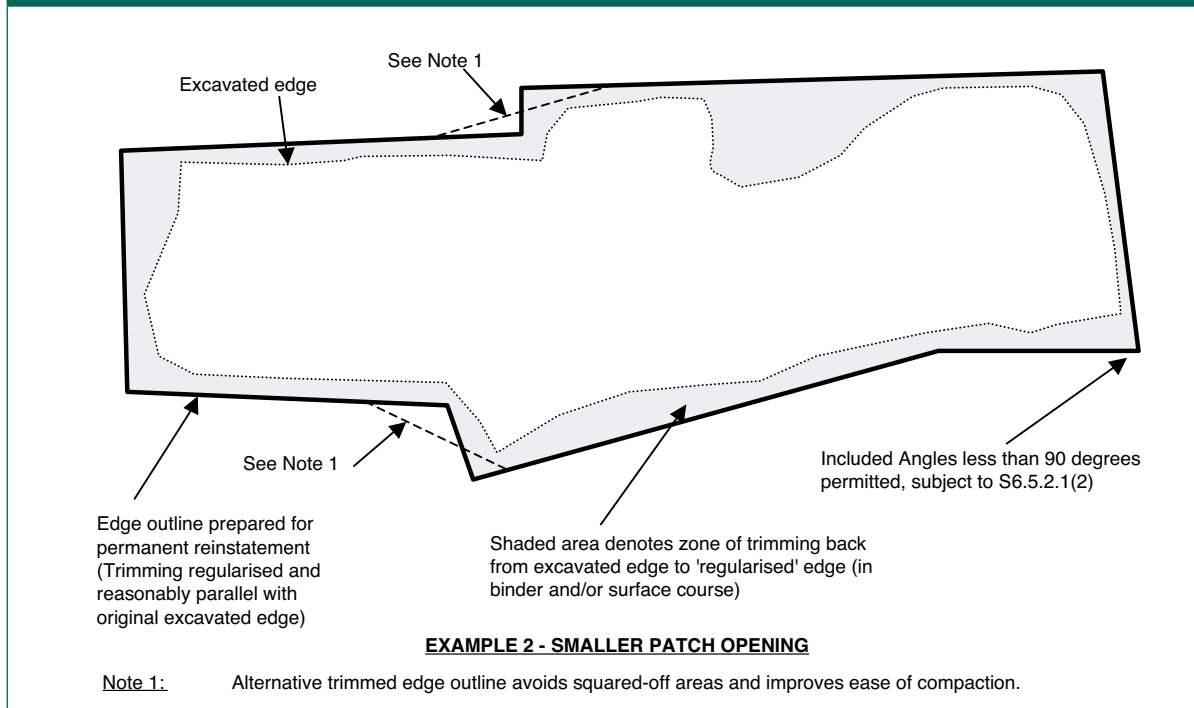 See Note 1
Excavated edge
See Note 1
Included Angles less than 90 degrees
permitted, subject to S6.5.2.1(2)
Edge outline prepared for
permanent reinstatement
(Trimming regularised and
reasonably parallel with
original excavated edge)
Shaded area denotes zone of trimming back
from excavated edge to 'regularised' edge (in
binder and/or surface course)
EXAMPLE 2 - SMALLER PATCH OPENING
Note 1: Alternative trimmed edge outline avoids squared-off areas and improves ease of compaction.